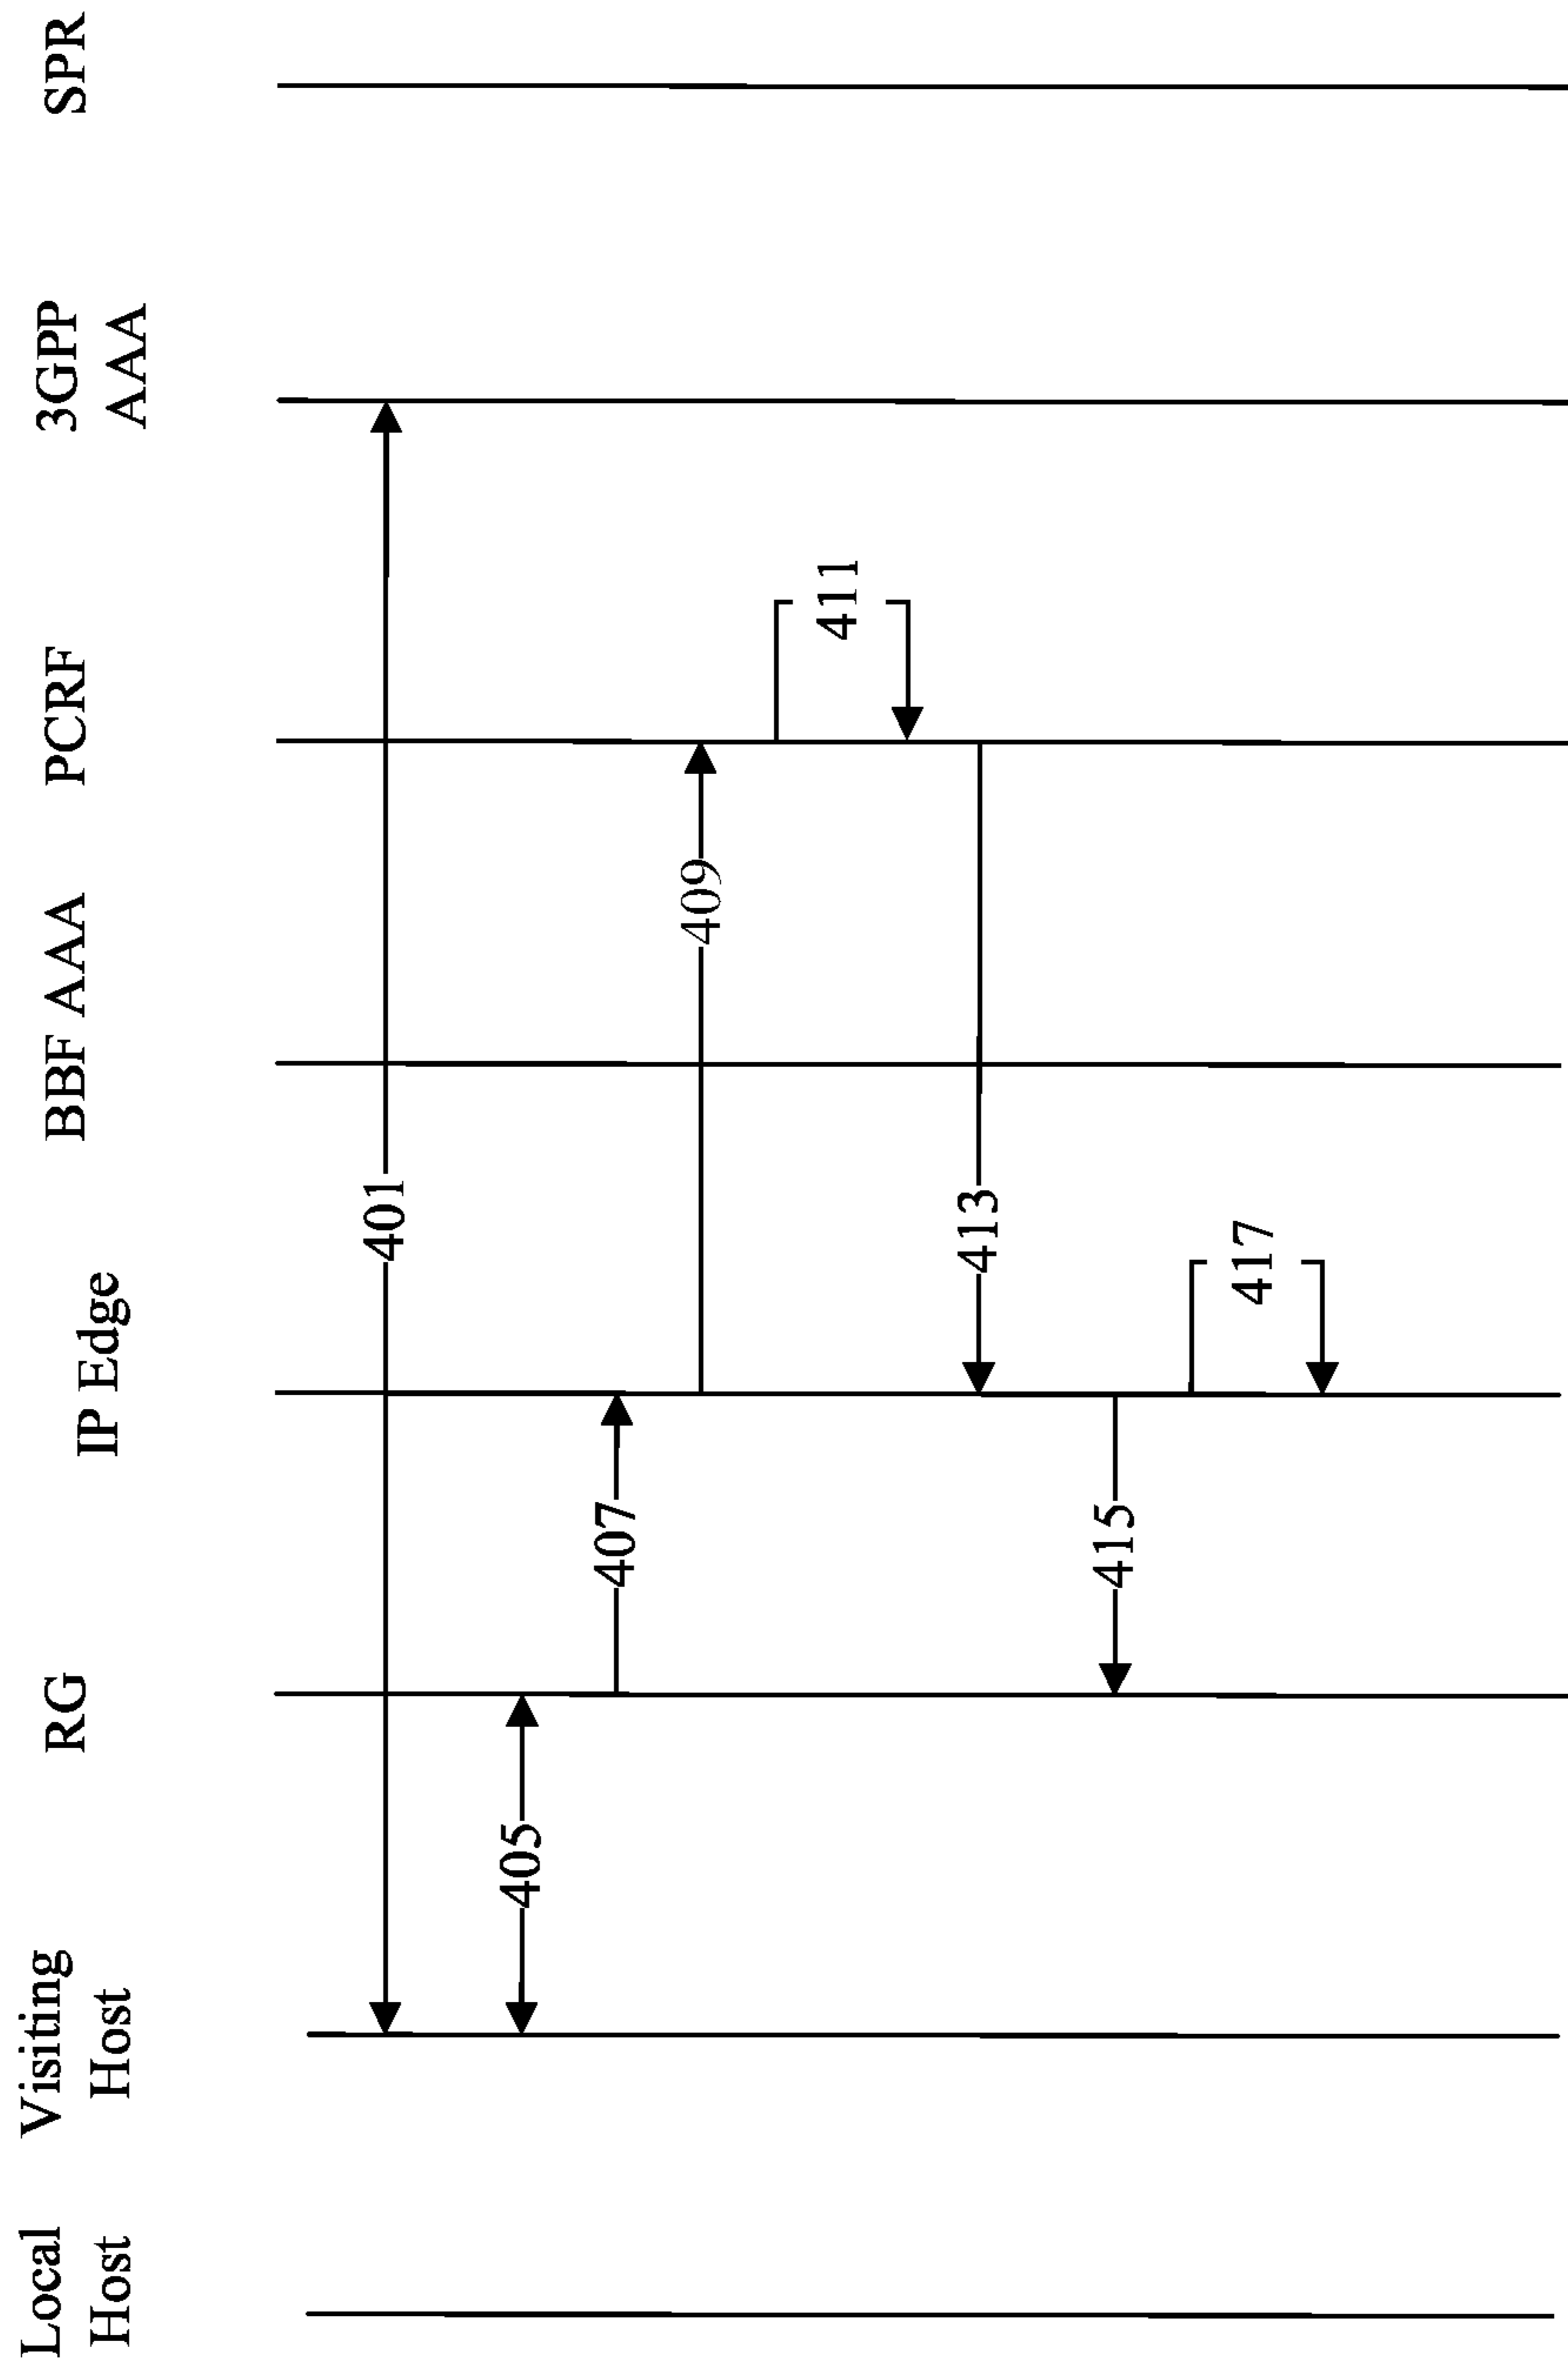 Local
Host
Visiting
Host
RG
IP Edge
BBF AAA
PCRF
3GPP
AAA
SPR
401
405
407
409
411
413
415
417